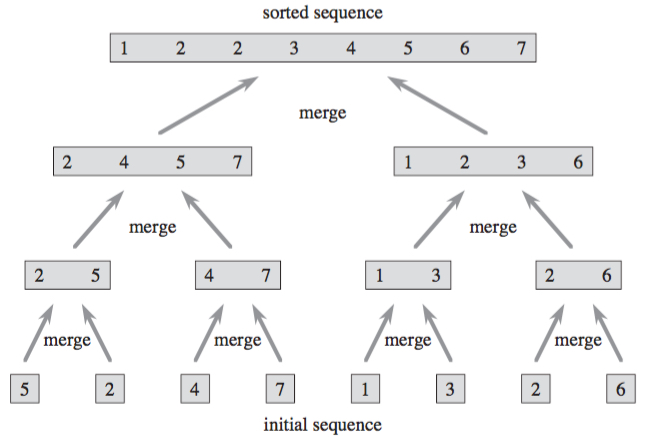 sorted sequence
1 2 2 3 4 5 6 7
merge
2 4 5 7 1 2 3 6
merge merge
2 5 4 7 1 3 2 6
merge merge merge merge
5 2 4 7 1 3 2 6
initial sequence